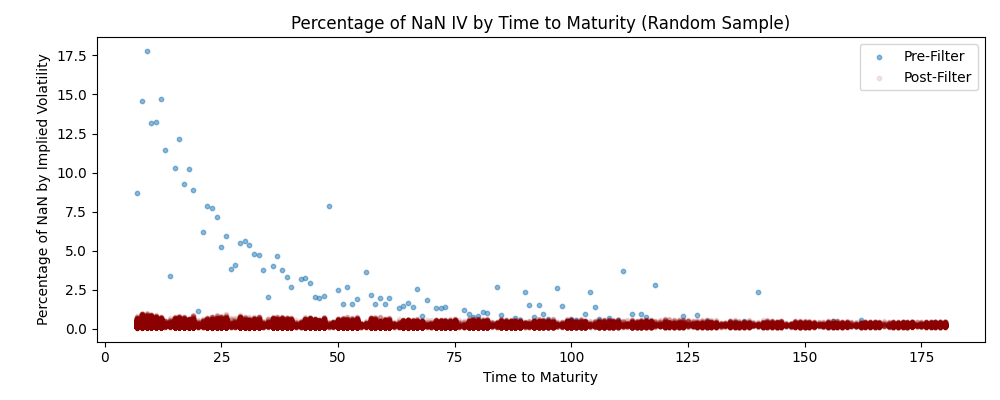 Percentage of NaN IV by Time to Maturity (Random Sample)
Percentage of NaN by Implied Volatility
17.5
15.0
12.5
10.0
7.5
5.0
2.5
0.0
Pre-Filter
Post-Filter
0 25 50 75 100 125 150 175
Time to Maturity